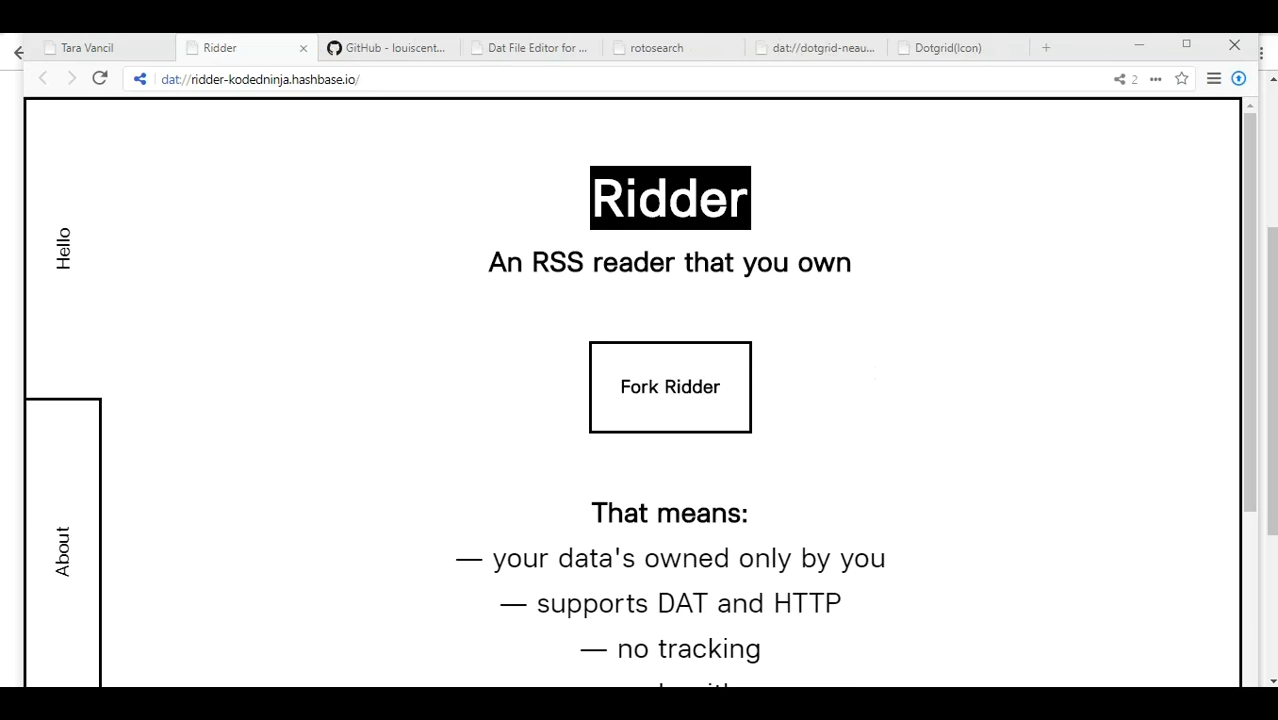 Tara Vancil
Ridder
GitHub - louiscent...
Dat File Editor for ...
rotosearch
dat://dotgrid-neau...
Dotgrid(Icon)
dat://ridder-kodedninja.hashbase.io/
2
Ridder
Hello
An RSS reader that you own
Fork Ridder
That means:
About
— your data's owned only by you
— supports DAT and HTTP
— no tracking